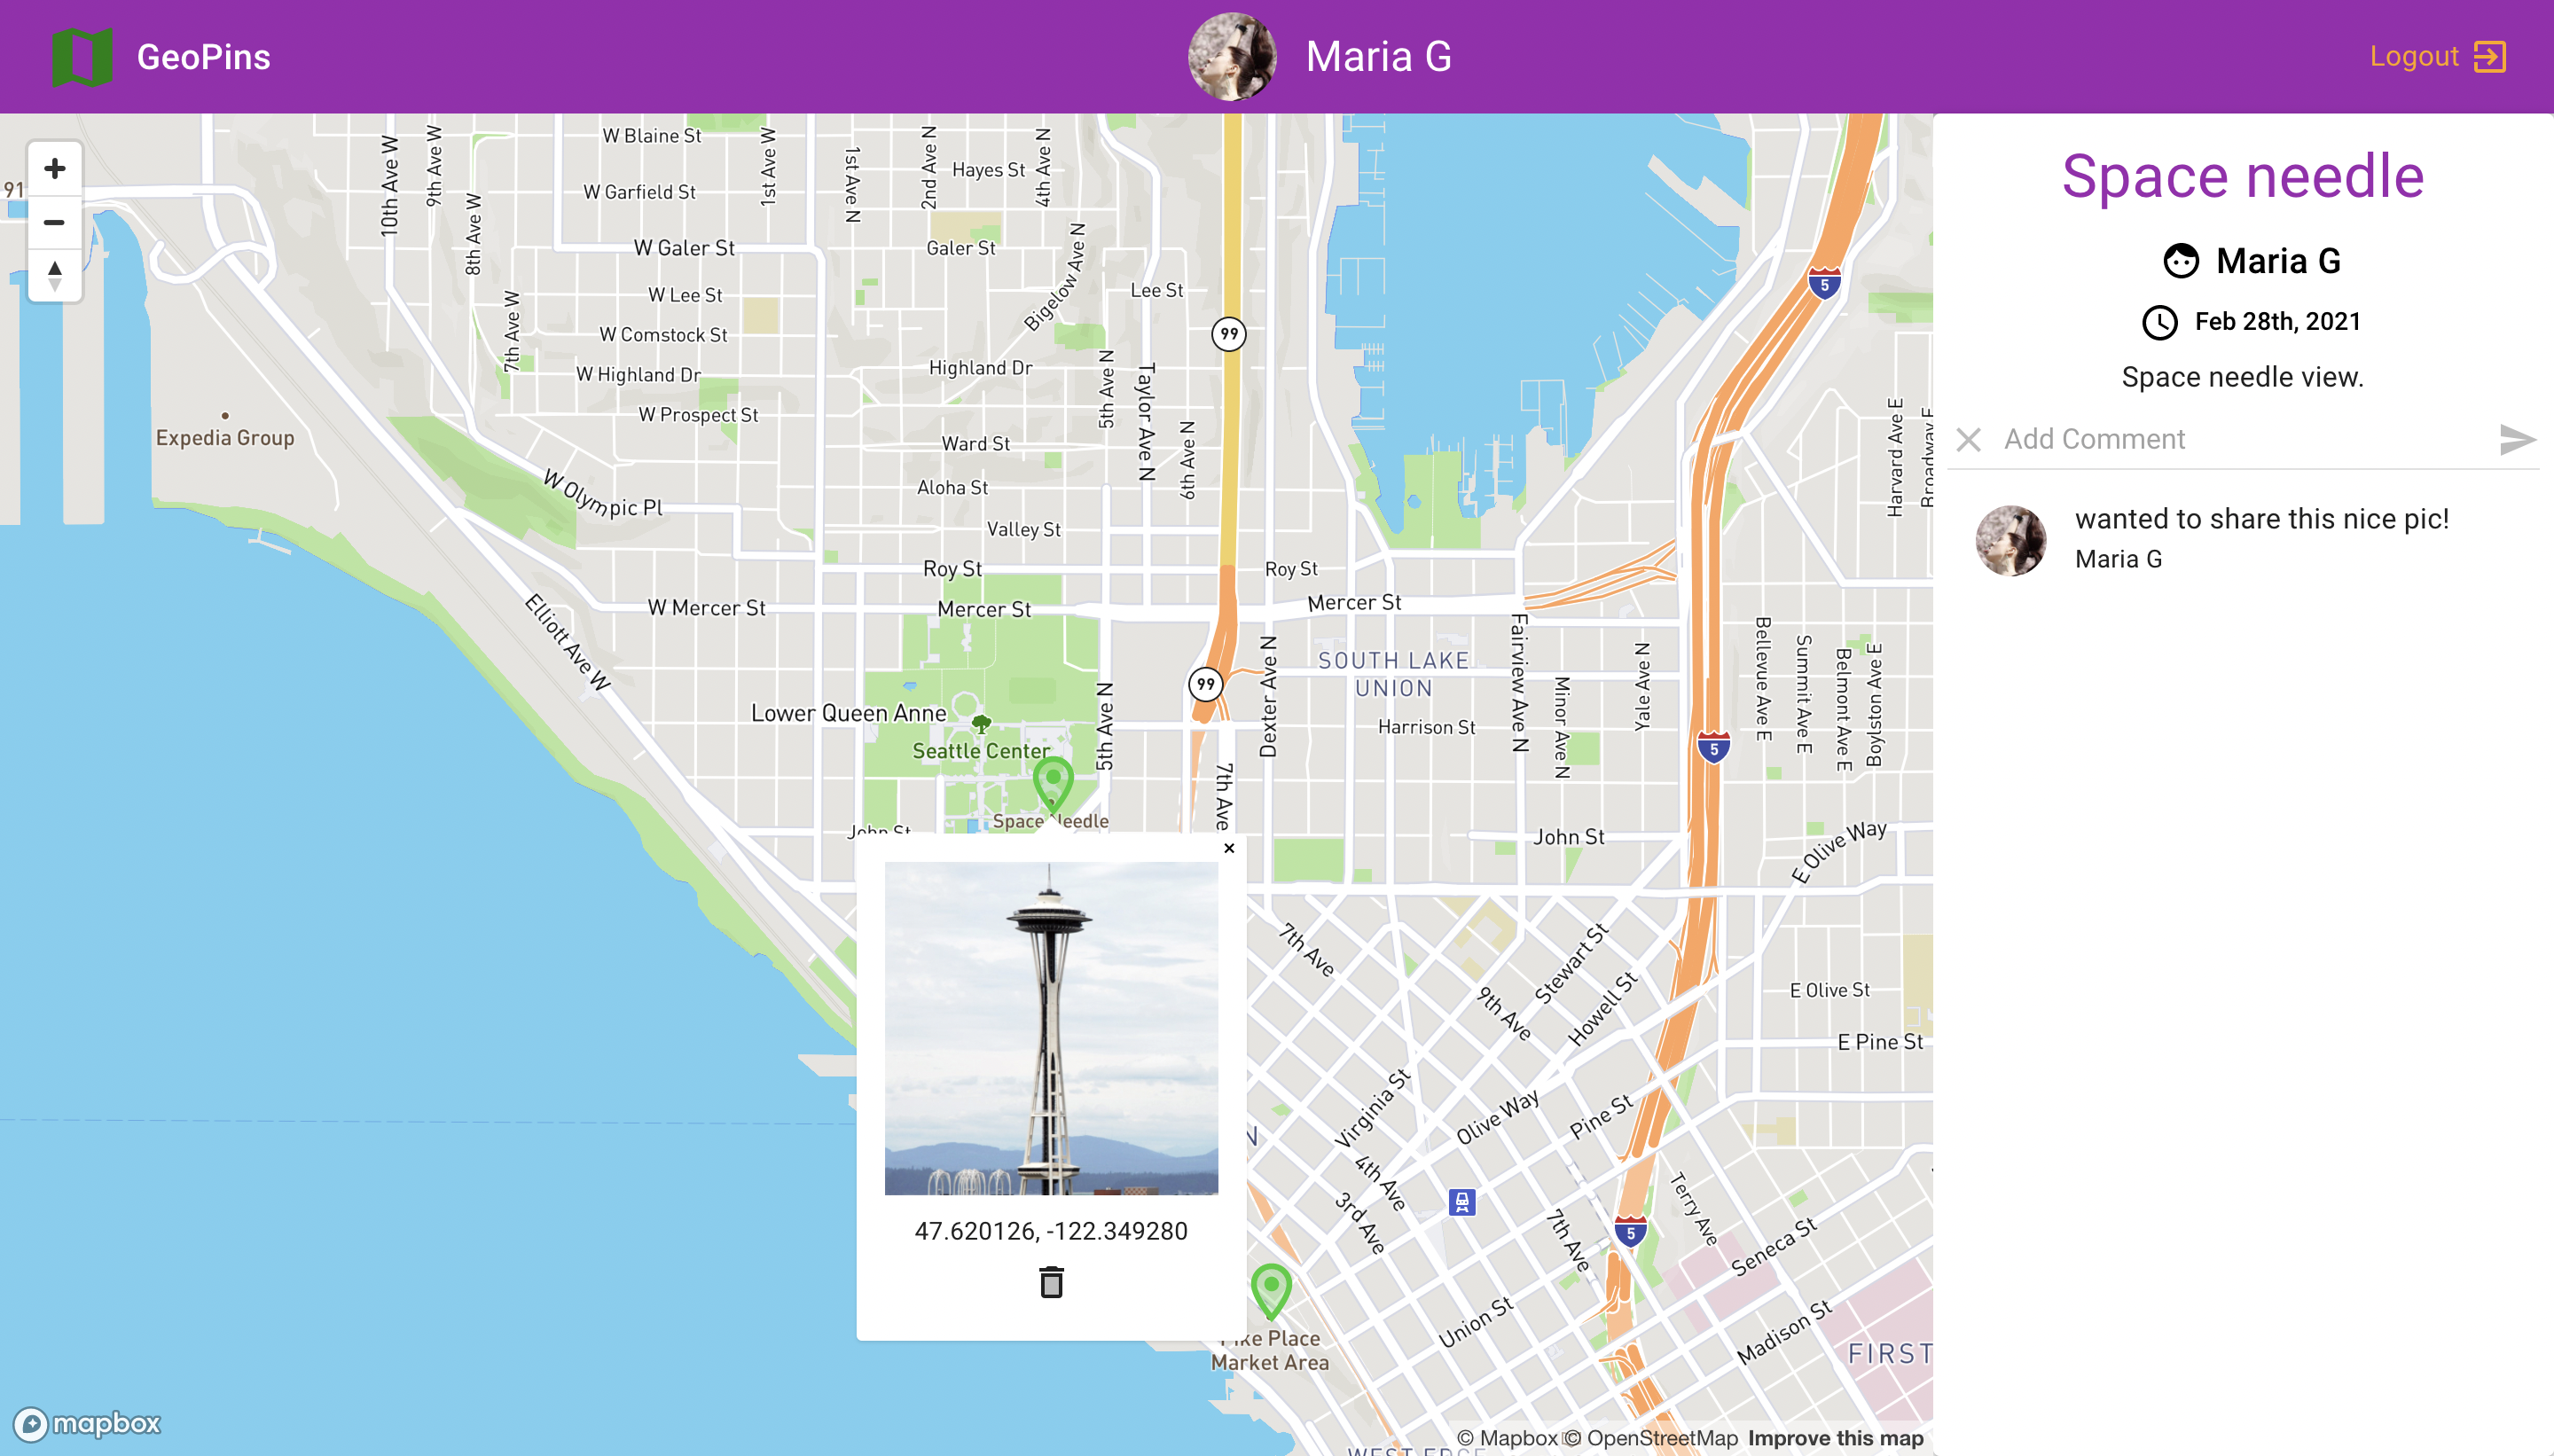 GeoPins
Maria G
Logout
W Blaine St
W Garfield St
W Galer St
W Lee St
W Comstock St
W Highland Dr
W Prospect St
W Olympic Pl
W Mercer St
Elliott Ave W
10th Ave W
9th Ave W
8th Ave W
7th Ave W
1st Ave W
1st Ave N
2nd Ave N
4th Ave N
Hayes St
Galer St
Bigelow Ave N
Lee St
Highland Dr
Ward St
Aloha St
Valley St
Roy St
Mercer St
5th Ave N
Taylor Ave N
6th Ave N
99
91
Expedia Group
Roy St
Mercer St
99
Dexter Ave N
5th Ave N
7th Ave
Lower Queen Anne
Seattle Center
Space Needle
John St
SOUTH LAKE
UNION
Harrison St
Fairview Ave N
Minor Ave N
Yale Ave N
Bellevue Ave E
Summit Ave E
Belmont Ave E
Boylston Ave E
Harvard Ave E
Broadway E
5
5
5
John St
E Olive Way
E Olive St
E Pine St
7th Ave
9th Ave
Stewart St
Howell St
Virginia St
Olive Way
Pine St
4th Ave
3rd Ave
7th Ave
Terry Ave
Seneca St
Union St
Madison St
FIRST
Pike Place
Market Area
47.620126, -122.349280
mapbox
© Mapbox © OpenStreetMap Improve this map
Space needle
Maria G
Feb 28th, 2021
Space needle view.
Add Comment
wanted to share this nice pic!
Maria G